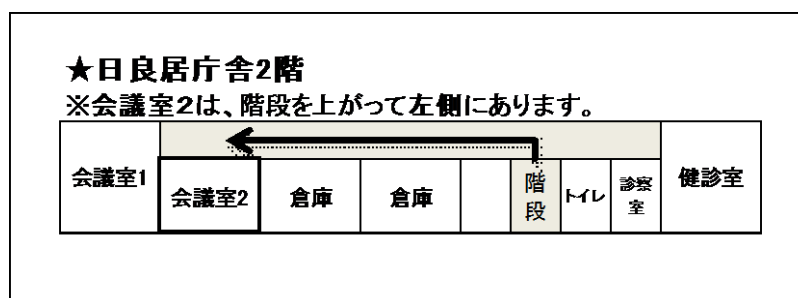 ★日良居庁舎2階
※会議室2は、階段を上がって左側にあります。
会議室1
会議室2
倉庫
倉庫
階段
トイレ
診察室
健診室